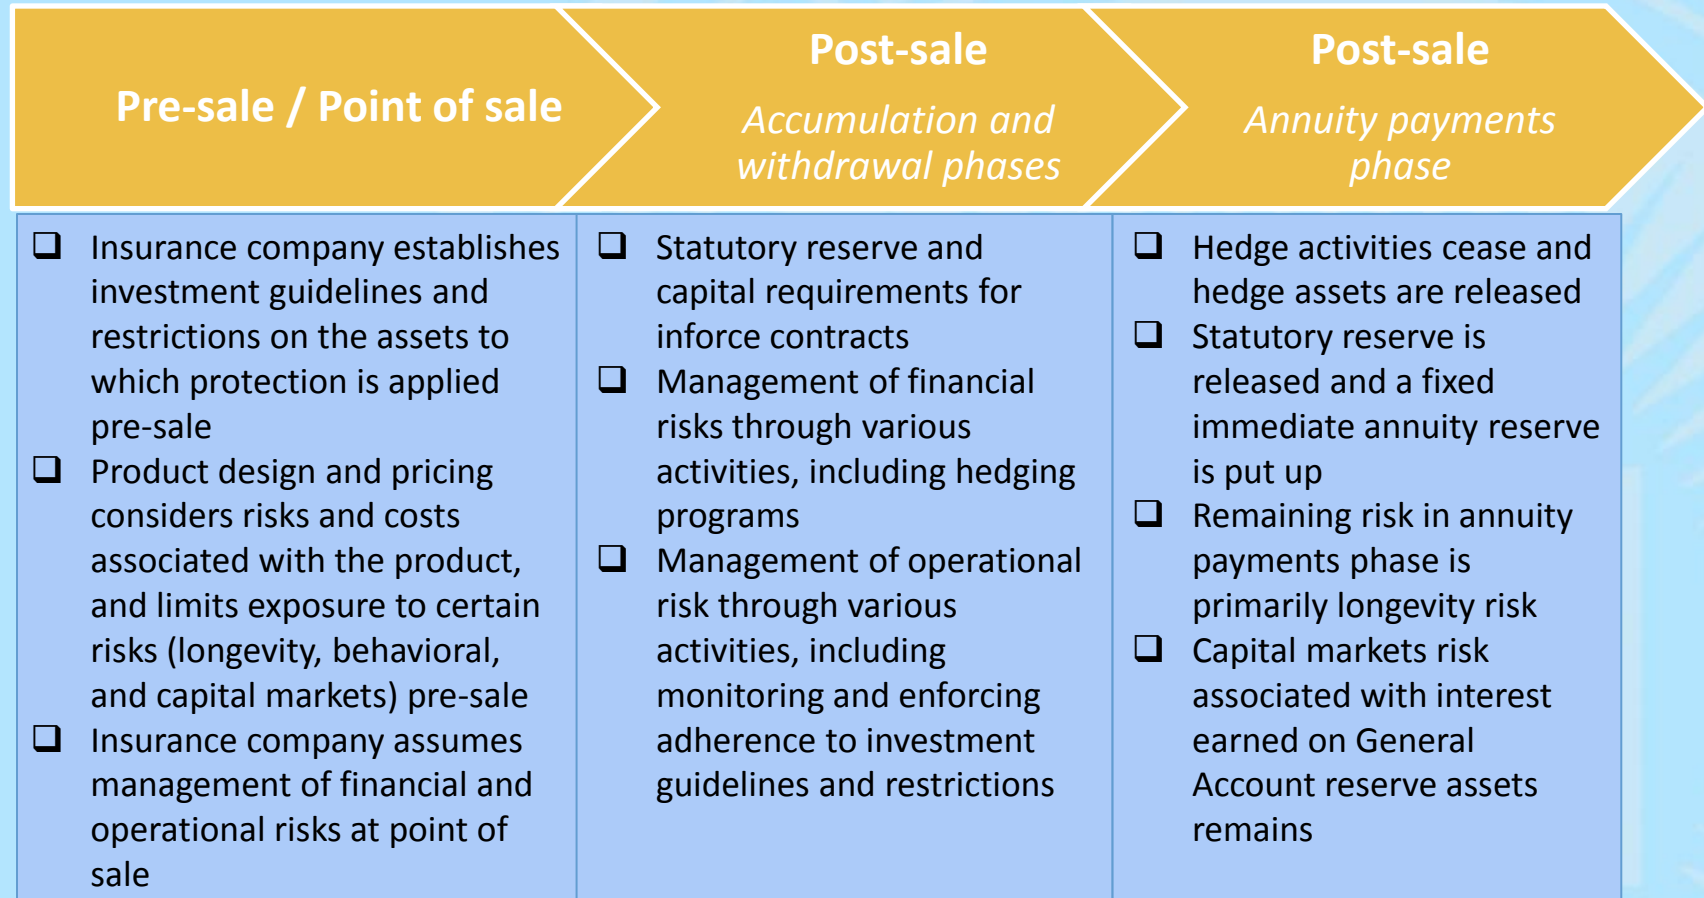 Pre-sale / Point of sale
Post-sale
Accumulation and
withdrawal phases
Post-sale
Annuity payments
phase
❑ Insurance company establishes
investment guidelines and
restrictions on the assets to
which protection is applied
pre-sale
❑ Product design and pricing
considers risks and costs
associated with the product,
and limits exposure to certain
risks (longevity, behavioral,
and capital markets) pre-sale
❑ Insurance company assumes
management of financial and
operational risks at point of
sale
❑ Statutory reserve and
capital requirements for
inforce contracts
❑ Management of financial
risks through various
activities, including hedging
programs
❑ Management of operational
risk through various
activities, including
monitoring and enforcing
adherence to investment
guidelines and restrictions
❑ Hedge activities cease and
hedge assets are released
❑ Statutory reserve is
released and a fixed
immediate annuity reserve
is put up
❑ Remaining risk in annuity
payments phase is
primarily longevity risk
❑ Capital markets risk
associated with interest
earned on General
Account reserve assets
remains